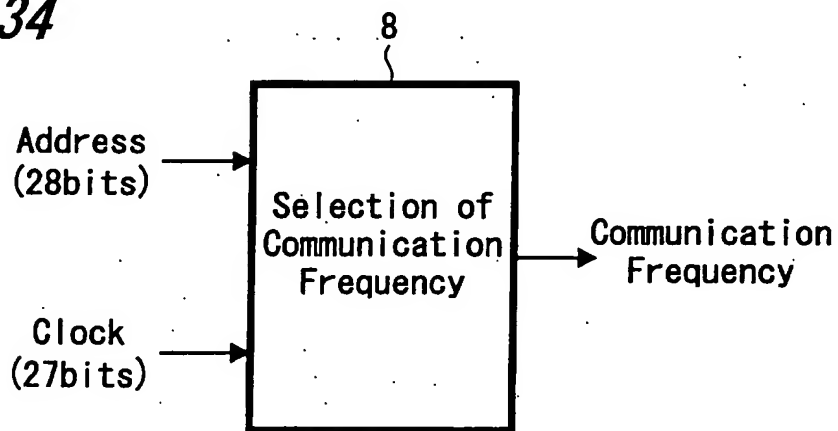 34
8
Address
(28bits)
Clock
(27bits)
Selection of
Communication
Frequency
Communication
Frequency